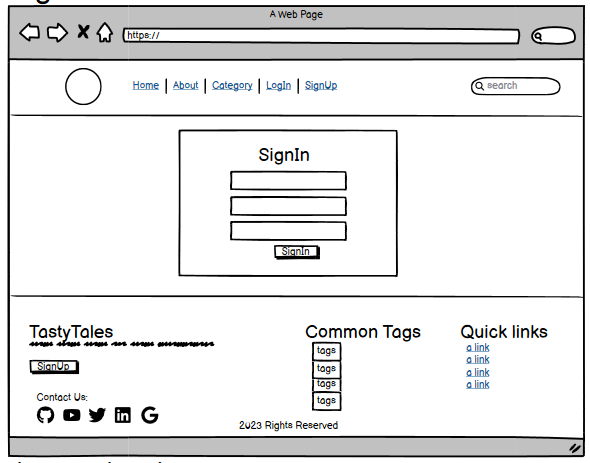 A Web Page
https://
Home | About | Category | LogIn | SignUp
search
SignIn
SignIn
TastyTales
SignUp
Contact Us:
Common Tags
tags
tags
tags
tags
Quick links
a link
a link
a link
a link
2023 Rights Reserved